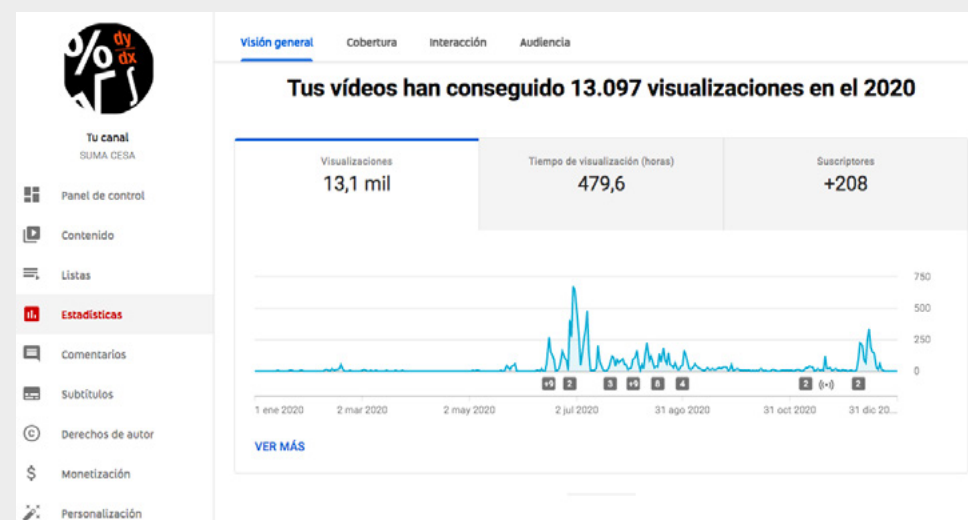 % dy
dx
Tu canal
SUMA CESA
Panel de control
Contenido
Listas
Estadísticas
Comentarios
Subtítulos
Derechos de autor
$ Monetización
Personalización
Visión general Cobertura Interacción Audiencia
Tus vídeos han conseguido 13.097 visualizaciones en el 2020
Visualizaciones
13,1 mil
Tiempo de visualización (horas)
479,6
Suscriptores
+208
750
500
250
0
+9 2 3 +9 8 4 2 2
1 ene 2020 2 mar 2020 2 may 2020 2 jul 2020 31 ago 2020 31 oct 2020 31 dic 20...
VER MÁS